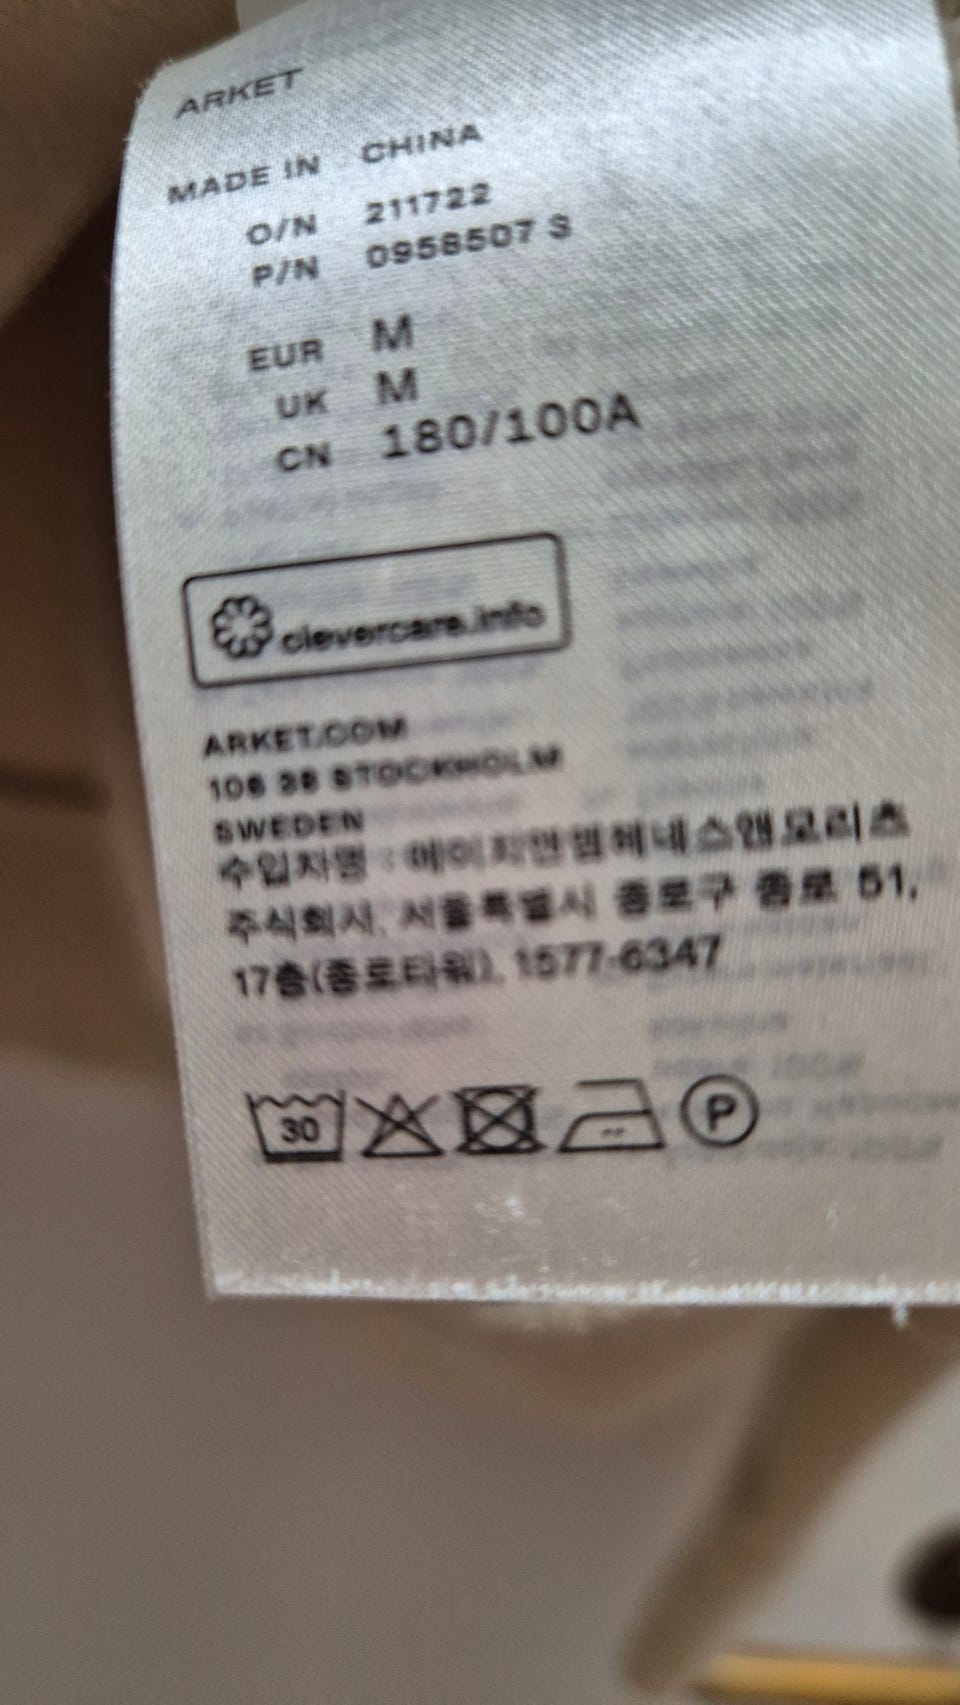 ARKET
MADE IN CHINA
O/N 211722
P/N 0958507 S
EUR M
UK M
CN 180/100A
clevercare.info
ARKET.COM
106 38 STOCKHOLM
SWEDEN
수입자명 : 에이치앤엠헤네스앤모리츠
주식회사, 서울특별시 종로구 종로 51,
17층(종로타워), 1577-6347
30
P